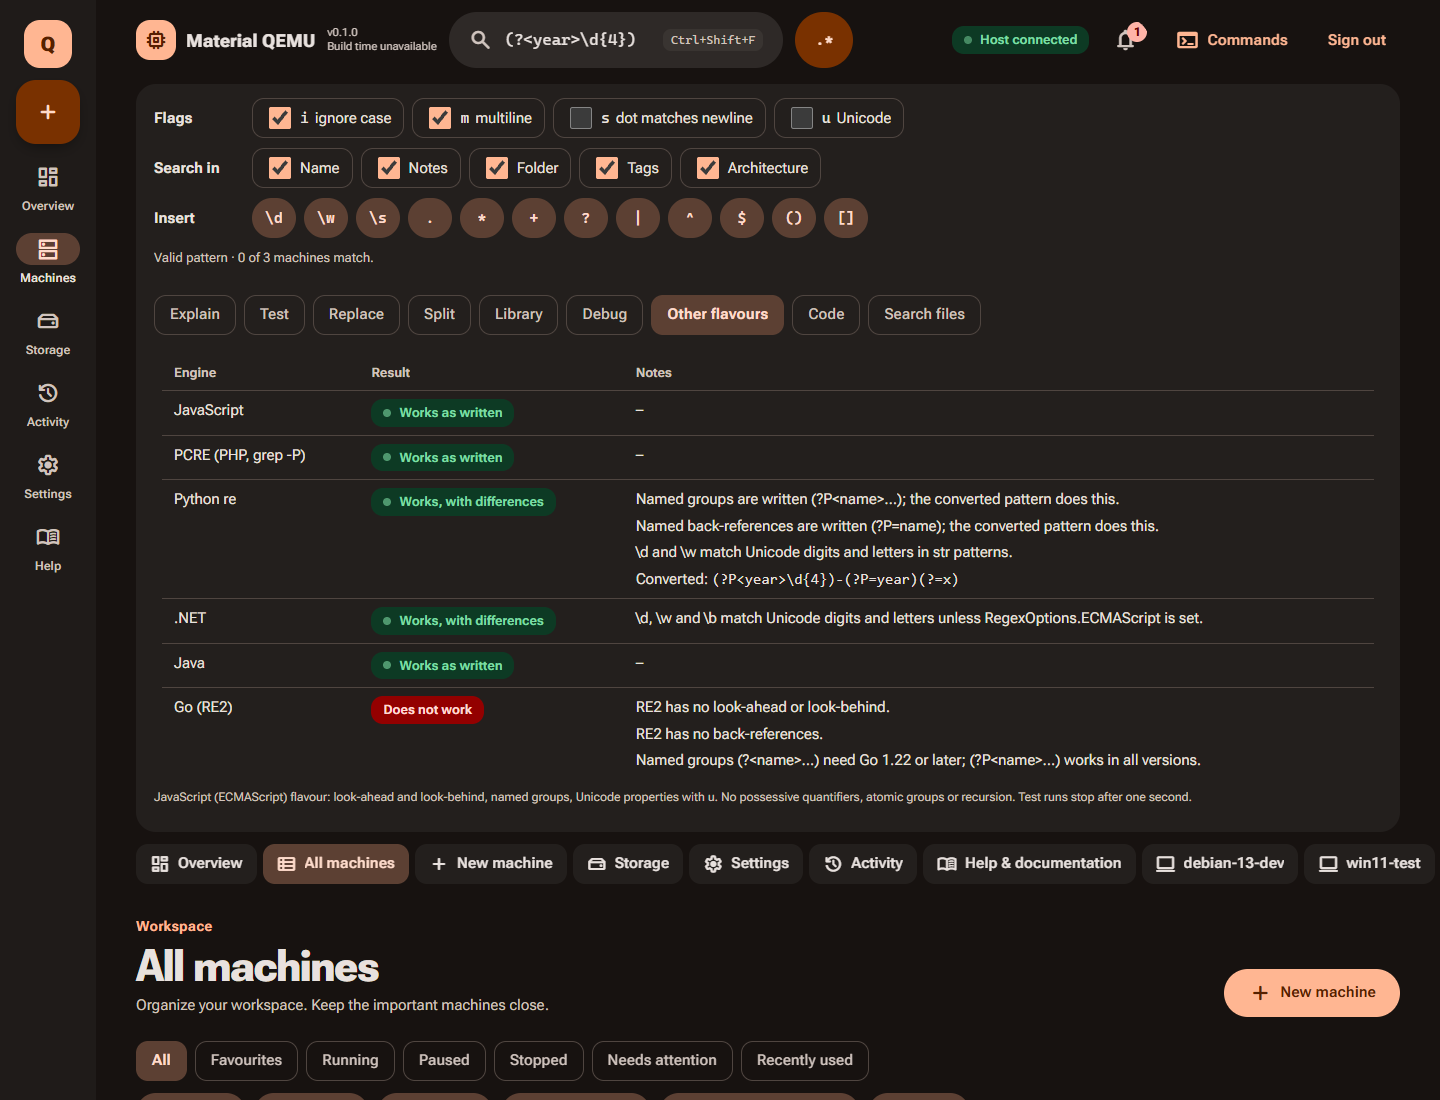 Q
Material QEMU
v0.1.0
Build time unavailable
(?<year>\d{4})
Ctrl+Shift+F
.*
Host connected
1
Commands
Sign out
+
Overview
Machines
Storage
Activity
Settings
Help
Flags
i ignore case
m multiline
s dot matches newline
u Unicode
Search in
Name
Notes
Folder
Tags
Architecture
Insert
\d
\w
\s
.
*
+
?
|
^
$
()
[]
Valid pattern · 0 of 3 machines match.
Explain
Test
Replace
Split
Library
Debug
Other flavours
Code
Search files
Engine Result Notes
JavaScript Works as written –
PCRE (PHP, grep -P) Works as written –
Python re Works, with differences Named groups are written (?P<name>...); the converted pattern does this.
Named back-references are written (?P=name); the converted pattern does this.
\d and \w match Unicode digits and letters in str patterns.
Converted: (?P<year>\d{4})-(?P=year)(?=x)
.NET Works, with differences \d, \w and \b match Unicode digits and letters unless RegexOptions.ECMAScript is set.
Java Works as written –
Go (RE2) Does not work RE2 has no look-ahead or look-behind.
RE2 has no back-references.
Named groups (?<name>...) need Go 1.22 or later; (?P<name>...) works in all versions.
JavaScript (ECMAScript) flavour: look-ahead and look-behind, named groups, Unicode properties with u. No possessive quantifiers, atomic groups or recursion. Test runs stop after one second.
Overview
All machines
+ New machine
Storage
Settings
Activity
Help & documentation
debian-13-dev
win11-test
Workspace
All machines
Organize your workspace. Keep the important machines close.
+ New machine
All
Favourites
Running
Paused
Stopped
Needs attention
Recently used